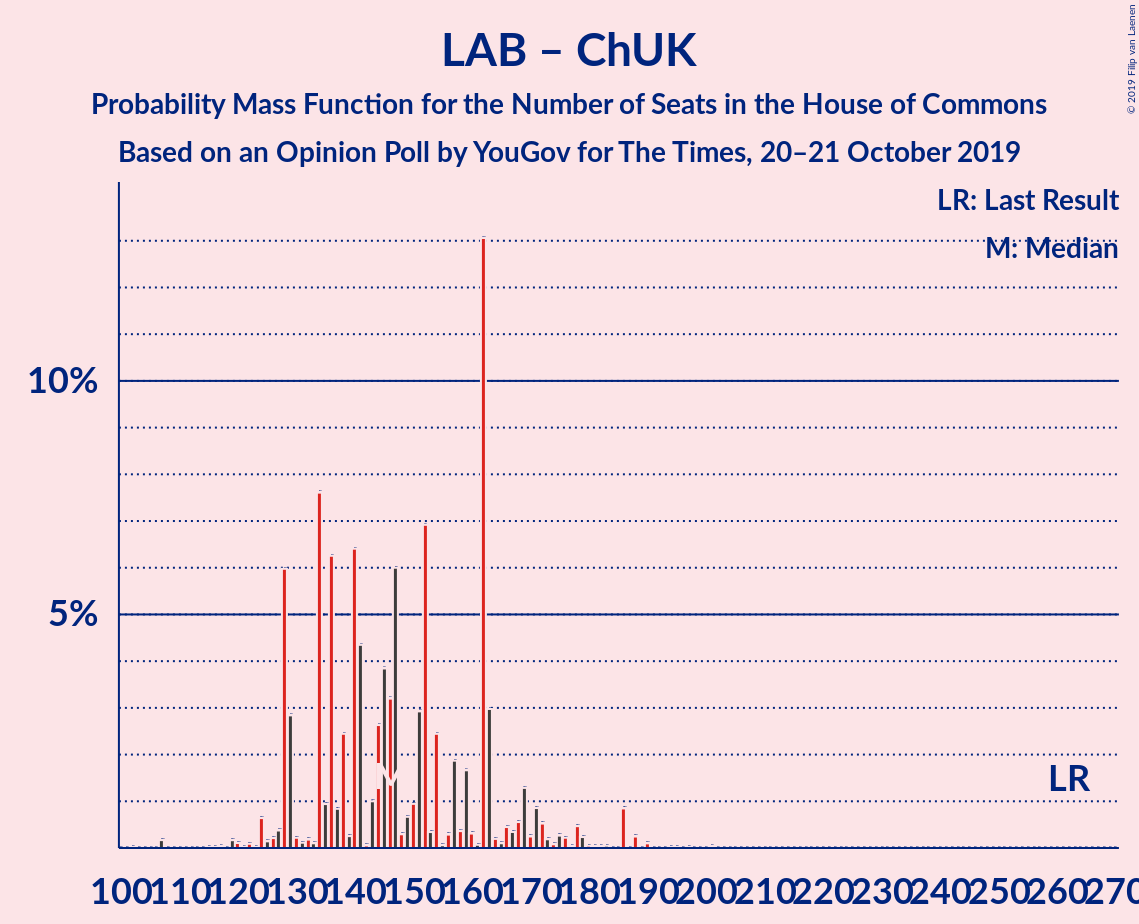 LAB – ChUK
Probability Mass Function for the Number of Seats in the House of Commons
Based on an Opinion Poll by YouGov for The Times, 20–21 October 2019
© 2019 Filip van Laenen
LR: Last Result
M: Median
10%
5%
M
LR
100 110 120 130 140 150 160 170 180 190 200 210 220 230 240 250 260 270